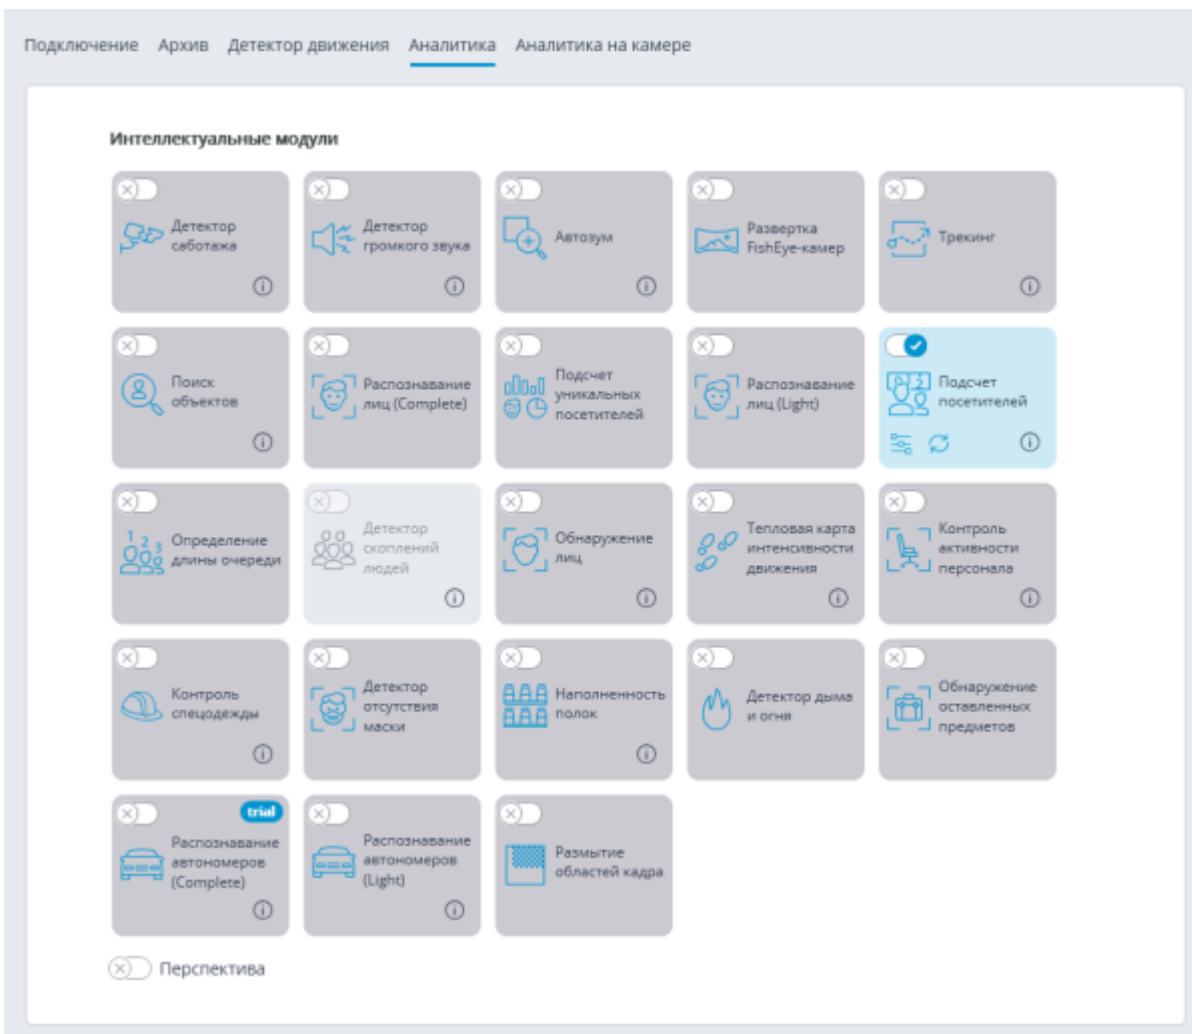 Подключение Архив Детектор движения Аналитика Аналитика на камере
Интеллектуальные модули
Детектор
саботажа
Детектор
громкого звука
Автозум
Развертка
FishEye-камер
Трекинг
Поиск
объектов
Распознавание
лиц (Complete)
Подсчет
уникальных
посетителей
Распознавание
лиц (Light)
Подсчет
посетителей
Определение
длины очереди
Детектор
скоплений
людей
Обнаружение
лиц
Тепловая карта
интенсивности
движения
Контроль
активности
персонала
Контроль
спецодежды
Детектор
отсутствия
маски
Наполненность
полок
Детектор дыма
и огня
Обнаружение
оставленных
предметов
trial
Распознавание
автономеров
(Complete)
Распознавание
автономеров
(Light)
Размытие
областей кадра
Перспектива